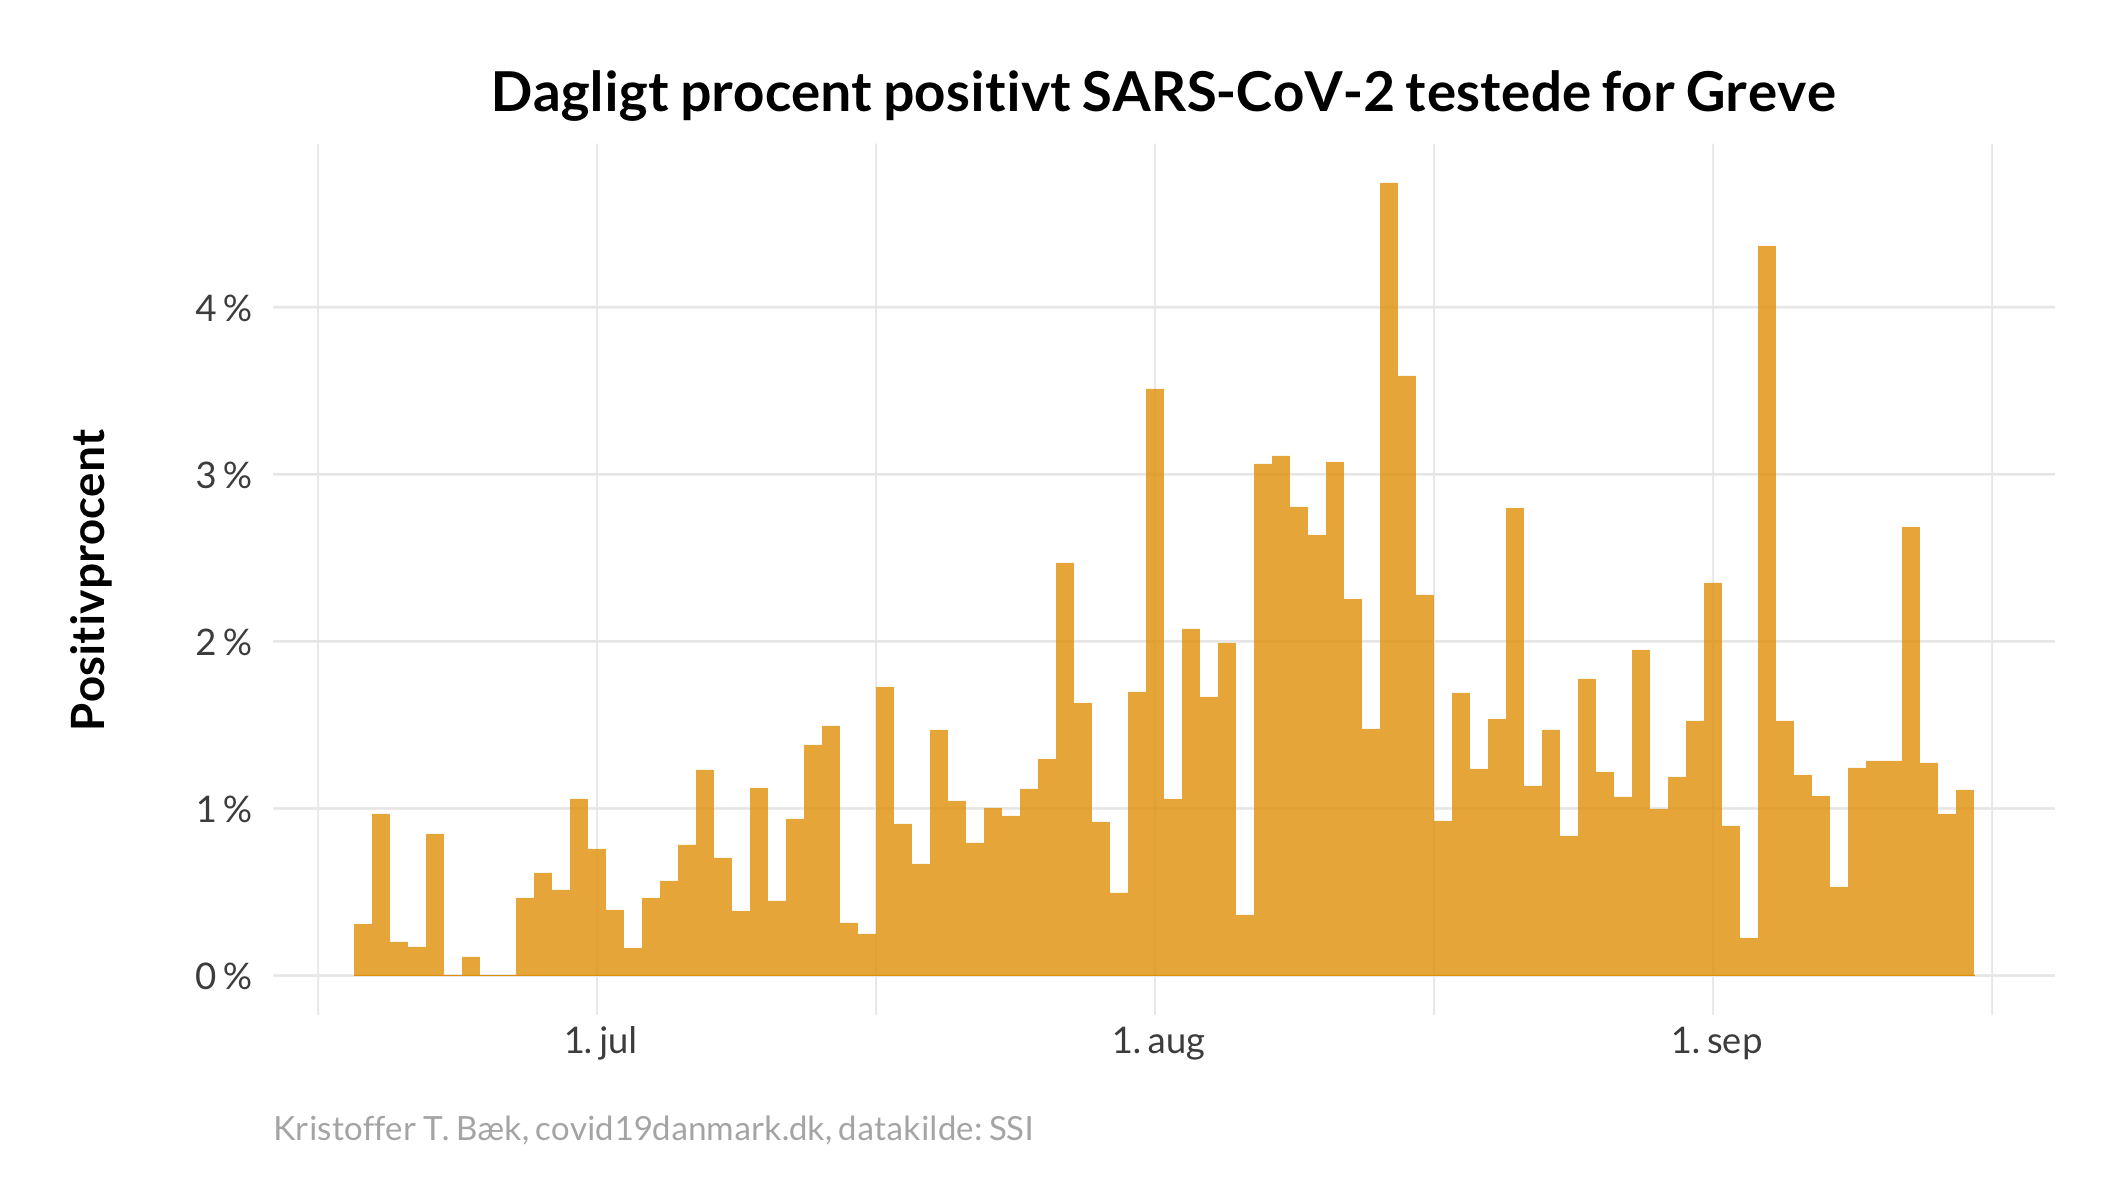 Dagligt procent positivt SARS-CoV-2 testede for Greve
Positivprocent
4 %
3 %
2 %
1 %
0 %
1. jul
1. aug
1. sep
Kristoffer T. Bæk, covid19danmark.dk, datakilde: SSI